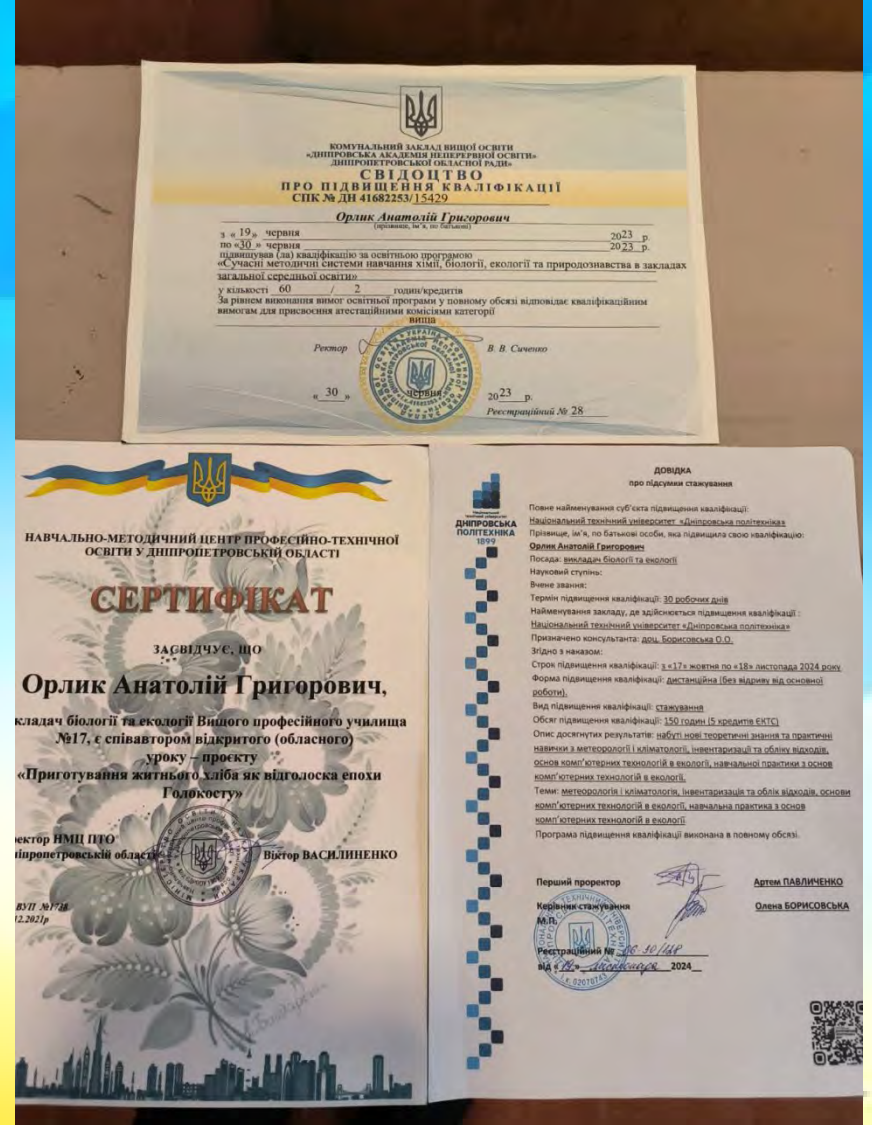 КОМУНАЛЬНИЙ ЗАКЛАД ВИЩОЇ ОСВІТИ
«ДНІПРОВСЬКА АКАДЕМІЯ НЕПЕРЕРВНОЇ ОСВІТИ»
ДНІПРОПЕТРОВСЬКОЇ ОБЛАСНОЇ РАДИ»
СВІДОЦТВО
ПРО ПІДВИЩЕННЯ КВАЛІФІКАЦІЇ
СПК № ДН 41682253/15429
Орлик Анатолій Григорович
(прізвище, ім'я, по батькові)
з « 19 » червня 2023 р.
по «30 » червня 2023 р.
підвищував (ла) кваліфікацію за освітньою програмою
«Сучасні методичні системи навчання хімії, біології, екології та природознавства в закладах
загальної середньої освіти»
у кількості 60 / 2 годин/кредитів
За рівнем виконання вимог освітньої програми у повному обсязі відповідає кваліфікаційним
вимогам для присвоєння атестаційними комісіями категорії
вища
Ректор В. В. Сиченко
« 30 » червня 2023 р.
Реєстраційний № 28
НАВЧАЛЬНО-МЕТОДИЧНИЙ ЦЕНТР ПРОФЕСІЙНО-ТЕХНІЧНОЇ
ОСВІТИ У ДНІПРОПЕТРОВСЬКІЙ ОБЛАСТІ
СЕРТИФІКАТ
ЗАСВІДЧУЄ, ЩО
Орлик Анатолій Григорович,
кладач біології та екології Вищого професійного училища
№17, є співавтором відкритого (обласного)
уроку – проєкту
«Приготування житнього хліба як відголоска епохи
Голокосту»
ректор НМЦ ПТО
ніпропетровській області Віктор ВАСИЛИНЕНКО
ВУП №1738
12.2021р
ДНІПРОВСЬКА
ПОЛІТЕХНІКА
1899
ДОВІДКА
про підсумки стажування
Повне найменування суб'єкта підвищення кваліфікації:
Національний технічний університет «Дніпровська політехніка»
Прізвище, ім'я, по батькові особи, яка підвищила свою кваліфікацію:
Орлик Анатолій Григорович
Посада: викладач біології та екології
Науковий ступінь:
Вчене звання:
Термін підвищення кваліфікації: 30 робочих днів
Найменування закладу, де здійснюється підвищення кваліфікації :
Національний технічний університет «Дніпровська політехніка»
Призначено консультанта: доц. Борисовська О.О.
Згідно з наказом:
Строк підвищення кваліфікації: з «17» жовтня по «18» листопада 2024 року
Форма підвищення кваліфікації: дистанційна (без відриву від основної
роботи).
Вид підвищення кваліфікації: стажування
Обсяг підвищення кваліфікації: 150 годин (5 кредитів ЄКТС)
Опис досягнутих результатів: набуті нові теоретичні знання та практичні
навички з метеорології і кліматології, інвентаризації та обліку відходів,
основ комп'ютерних технологій в екології, навчальної практики з основ
комп'ютерних технологій в екології.
Теми: метеорологія і кліматологія, інвентаризація та облік відходів, основи
комп'ютерних технологій в екології, навчальна практика з основ
комп'ютерних технологій в екології
Програма підвищення кваліфікації виконана в повному обсязі.
Перший проректор Артем ПАВЛИЧЕНКО
Керівник стажування Олена БОРИСОВСЬКА
М.П.
Реєстраційний №
від « 19 » листопада 2024